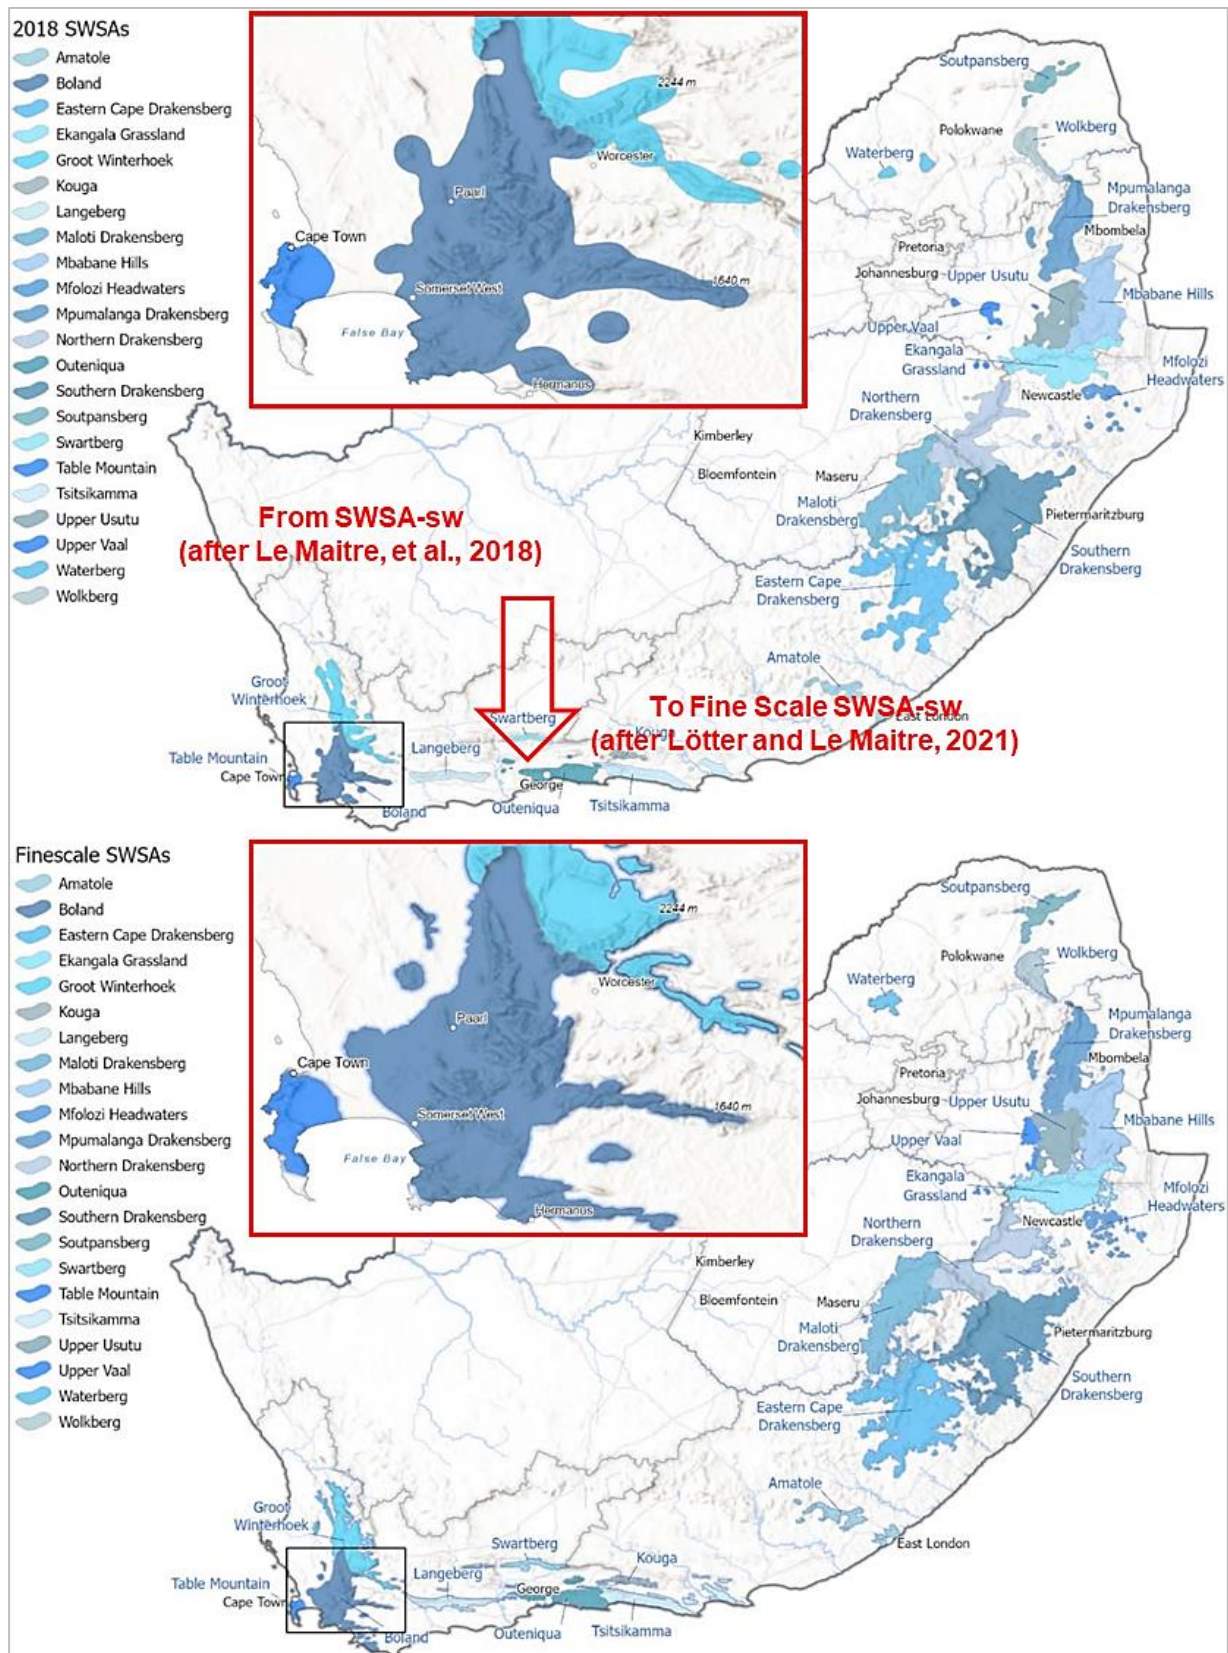 2018 SWSAs
Amatole
Boland
Eastern Cape Drakensberg
Ekangala Grassland
Groot Winterhoek
Kouga
Langeberg
Maloti Drakensberg
Mbabane Hills
Mfolozi Headwaters
Mpumalanga Drakensberg
Northern Drakensberg
Outeniqua
Southern Drakensberg
Soutpansberg
Swartberg
Table Mountain
Tsitsikamma
Upper Usutu
Upper Vaal
Waterberg
Wolkberg
2244 m
Worcester
Paarl
Cape Town
Somerset West
1640 m
False Bay
Hermanus
Soutpansberg
Polokwane
Wolkberg
Waterberg
Mpumalanga
Drakensberg
Mbombela
Pretoria
Johannesburg
Upper Usutu
Mbabane Hills
Upper Vaal
Ekangala
Grassland
Mfolozi
Headwaters
Newcastle
Northern
Drakensberg
Kimberley
Bloemfontein
Maseru
Maloti
Drakensberg
Pietermaritzburg
Southern
Drakensberg
Eastern Cape
Drakensberg
Amatole
East London
From SWSA-sw
(after Le Maitre, et al., 2018)
To Fine Scale SWSA-sw
(after Lötter and Le Maitre, 2021)
Groot
Winterhoek
Swartberg
Kouga
Langeberg
Table Mountain
Cape Town
George
Boland
Outeniqua
Tsitsikamma
Finescale SWSAs
Amatole
Boland
Eastern Cape Drakensberg
Ekangala Grassland
Groot Winterhoek
Kouga
Langeberg
Maloti Drakensberg
Mbabane Hills
Mfolozi Headwaters
Mpumalanga Drakensberg
Northern Drakensberg
Outeniqua
Southern Drakensberg
Soutpansberg
Swartberg
Table Mountain
Tsitsikamma
Upper Usutu
Upper Vaal
Waterberg
Wolkberg
2244 m
Worcester
Paarl
Cape Town
Somerset West
1640 m
False Bay
Hermanus
Soutpansberg
Polokwane
Wolkberg
Waterberg
Mpumalanga
Drakensberg
Mbombela
Pretoria
Johannesburg
Upper Usutu
Mbabane Hills
Upper Vaal
Ekangala
Grassland
Mfolozi
Headwaters
Newcastle
Northern
Drakensberg
Kimberley
Bloemfontein
Maseru
Maloti
Drakensberg
Pietermaritzburg
Southern
Drakensberg
Eastern Cape
Drakensberg
Amatole
East London
Groot
Winterhoek
Swartberg
Kouga
Langeberg
Table Mountain
Cape Town
George
Boland
Outeniqua
Tsitsikamma